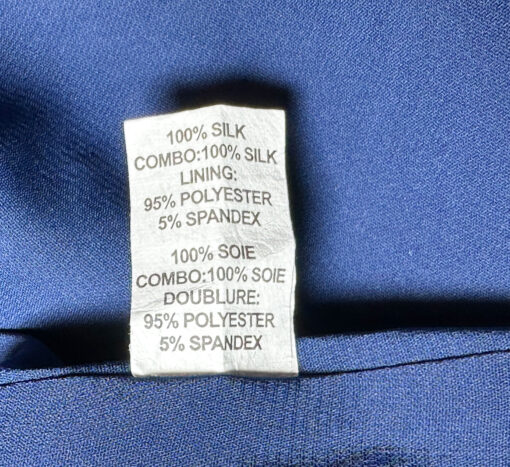 100% SILK
COMBO:100% SILK
LINING:
95% POLYESTER
5% SPANDEX
100% SOIE
COMBO:100% SOIE
DOUBLURE:
95% POLYESTER
5% SPANDEX